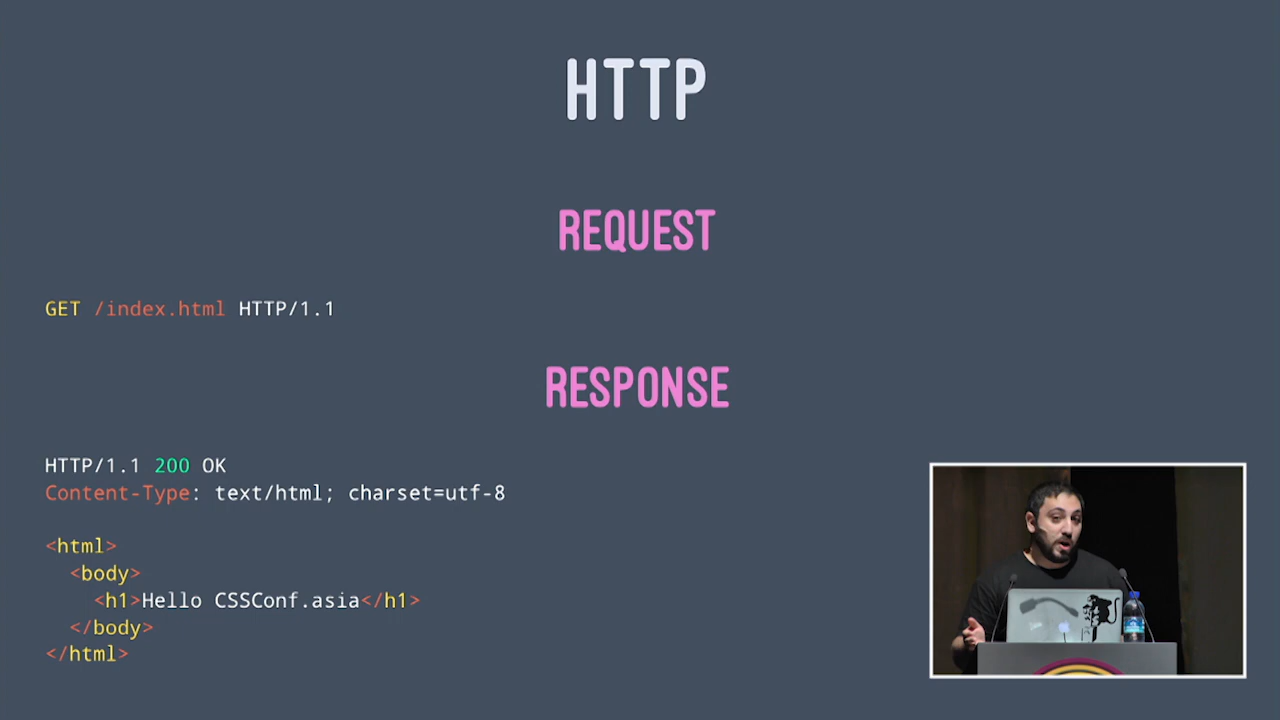 HTTP
REQUEST
GET /index.html HTTP/1.1
RESPONSE
HTTP/1.1 200 OK
Content-Type: text/html; charset=utf-8
<html>
<body>
<h1>Hello CSSConf.asia</h1>
</body>
</html>